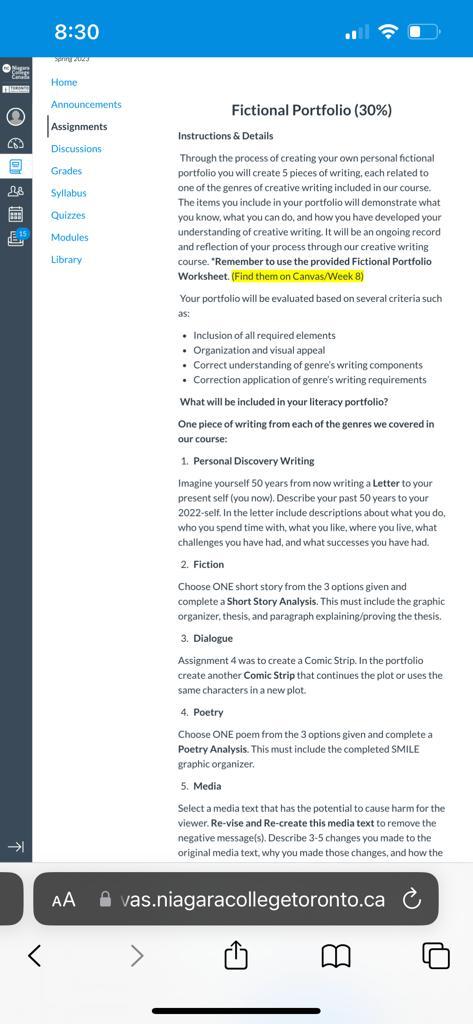 8:30
Spring 2023
Niagara
College
Canada
TORONTO
Home
Announcements
Assignments
Discussions
Grades
Syllabus
Quizzes
Modules
Library
15
Fictional Portfolio (30%)
Instructions & Details
Through the process of creating your own personal fictional
portfolio you will create 5 pieces of writing, each related to
one of the genres of creative writing included in our course.
The items you include in your portfolio will demonstrate what
you know, what you can do, and how you have developed your
understanding of creative writing. It will be an ongoing record
and reflection of your process through our creative writing
course. *Remember to use the provided Fictional Portfolio
Worksheet. (Find them on Canvas/Week 8)
Your portfolio will be evaluated based on several criteria such
as:
• Inclusion of all required elements
• Organization and visual appeal
• Correct understanding of genre's writing components
• Correction application of genre's writing requirements
What will be included in your literacy portfolio?
One piece of writing from each of the genres we covered in
our course:
1. Personal Discovery Writing
Imagine yourself 50 years from now writing a Letter to your
present self (you now). Describe your past 50 years to your
2022-self. In the letter include descriptions about what you do,
who you spend time with, what you like, where you live, what
challenges you have had, and what successes you have had.
2. Fiction
Choose ONE short story from the 3 options given and
complete a Short Story Analysis. This must include the graphic
organizer, thesis, and paragraph explaining/proving the thesis.
3. Dialogue
Assignment 4 was to create a Comic Strip. In the portfolio
create another Comic Strip that continues the plot or uses the
same characters in a new plot.
4. Poetry
Choose ONE poem from the 3 options given and complete a
Poetry Analysis. This must include the completed SMILE
graphic organizer.
5. Media
Select a media text that has the potential to cause harm for the
viewer. Re-vise and Re-create this media text to remove the
negative message(s). Describe 3-5 changes you made to the
original media text, why you made those changes, and how the
AA
vas.niagaracollegetoronto.ca